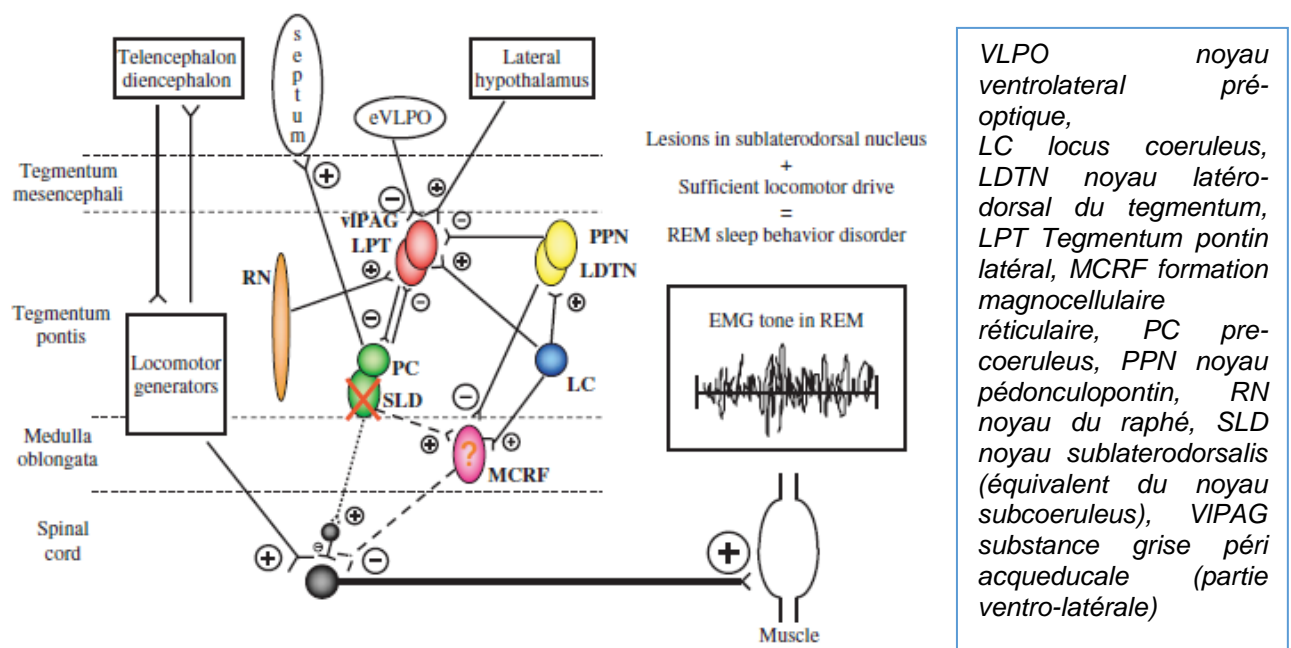 septum
Telencephalon
diencephalon
Lateral
hypothalamus
eVLPO
Lesions in sublaterodorsal nucleus
+
Sufficient locomotor drive
=
REM sleep behavior disorder
Tegmentum
mesencephali
+
−
+
vlPAG
−
PPN
LPT
LDTN
RN
+
+
−
+
−
Tegmentum
pontis
Locomotor
generators
PC
SLD
LC
EMG tone in REM
−
Medulla
oblongata
+
+
?
MCRF
Spinal
cord
+
+
−
−
+
Muscle
VLPO noyau
ventrolateral pré-
optique,
LC locus coeruleus,
LDTN noyau latéro-
dorsal du tegmentum,
LPT Tegmentum pontin
latéral, MCRF formation
magnocellulaire
réticulaire, PC pre-
coeruleus, PPN noyau
pédonculopontin, RN
noyau du raphé, SLD
noyau sublaterodorsalis
(équivalent du noyau
subcoeruleus), VlPAG
substance grise péri
acqueducale (partie
ventro-latérale)